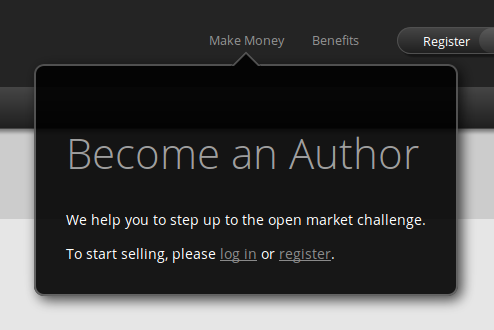 Make Money Benefits Register
Become an Author
We help you to step up to the open market challenge.
To start selling, please log in or register.